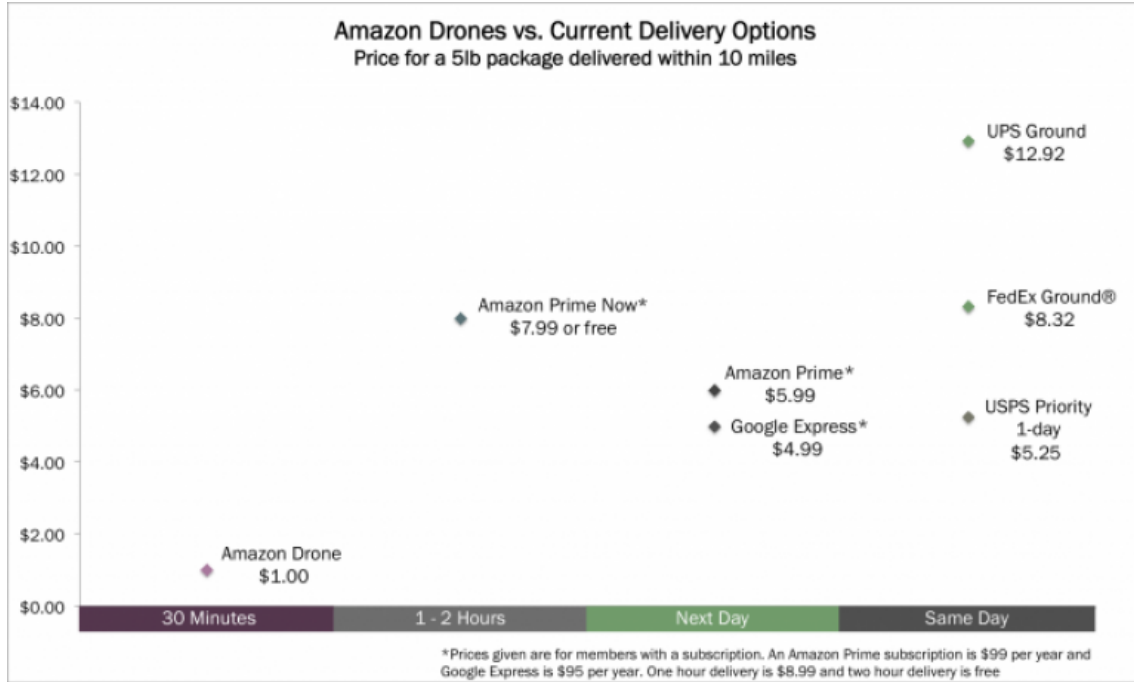 Amazon Drones vs. Current Delivery Options
Price for a 5lb package delivered within 10 miles
$14.00
$12.00
$10.00
$8.00
$6.00
$4.00
$2.00
$0.00
UPS Ground
$12.92
FedEx Ground®
$8.32
Amazon Prime Now*
$7.99 or free
Amazon Prime*
$5.99
Google Express*
$4.99
USPS Priority
1-day
$5.25
Amazon Drone
$1.00
30 Minutes
1 - 2 Hours
Next Day
Same Day
*Prices given are for members with a subscription. An Amazon Prime subscription is $99 per year and
Google Express is $95 per year. One hour delivery is $8.99 and two hour delivery is free